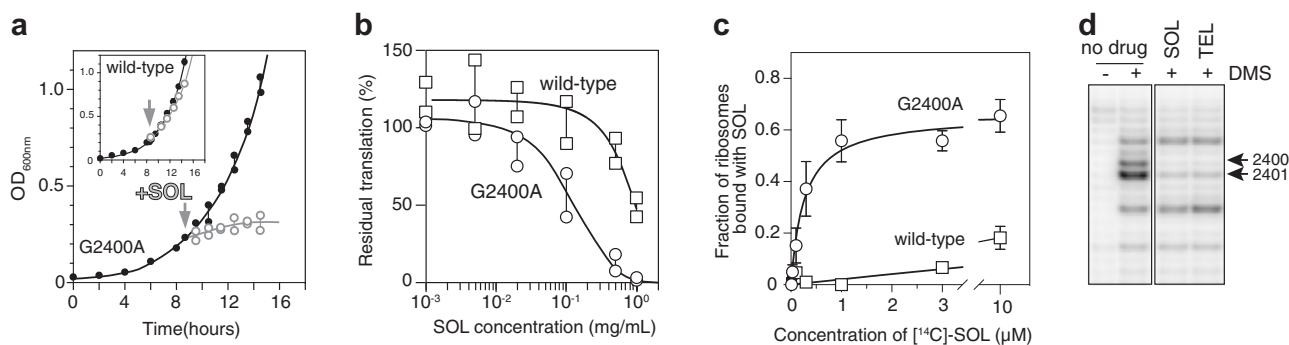 a
1.0
0.5
0
OD600nm
1.0
0.5
0
wild-type
0 2 4 6 8 10 12 14 16
+SOL
G2400A
0 4 8 12 16
Time(hours)
b
150
100
50
0
Residual translation (%)
wild-type
G2400A
10-3 10-2 10-1 100
SOL concentration (mg/mL)
c
0.8
0.6
0.4
0.2
0
Fraction of ribosomes
bound with SOL
G2400A
wild-type
0 1 2 3 10
Concentration of [14C]-SOL (µM)
d
no drug SOL TEL
- + + + DMS
2400
2401